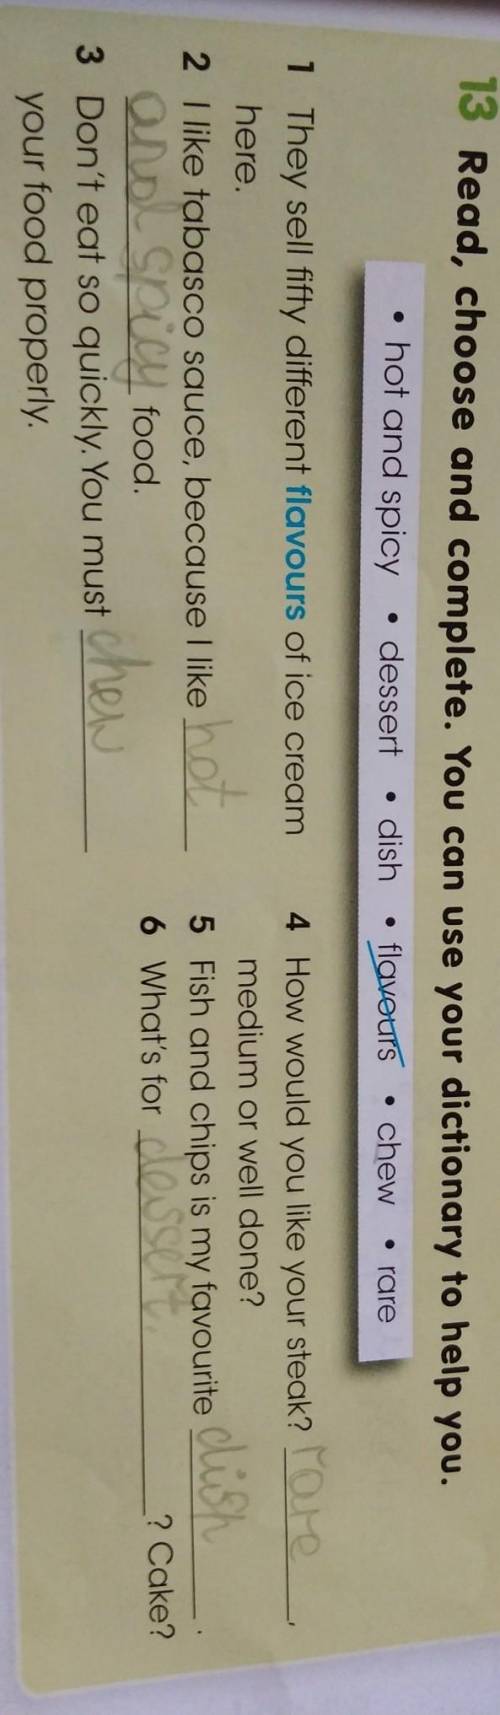 13 Read, choose and complete. You can use your dictionary to help you.
• hot and spicy • dessert • dish • flavours • chew • rare
1 They sell fifty different flavours of ice cream
here.
2 I like tabasco sauce, because I like hot
and spicy food.
3 Don't eat so quickly. You must chew
your food properly.
4 How would you like your steak? rare,
medium or well done?
5 Fish and chips is my favourite dish.
6 What's for dessert. ? Cake?